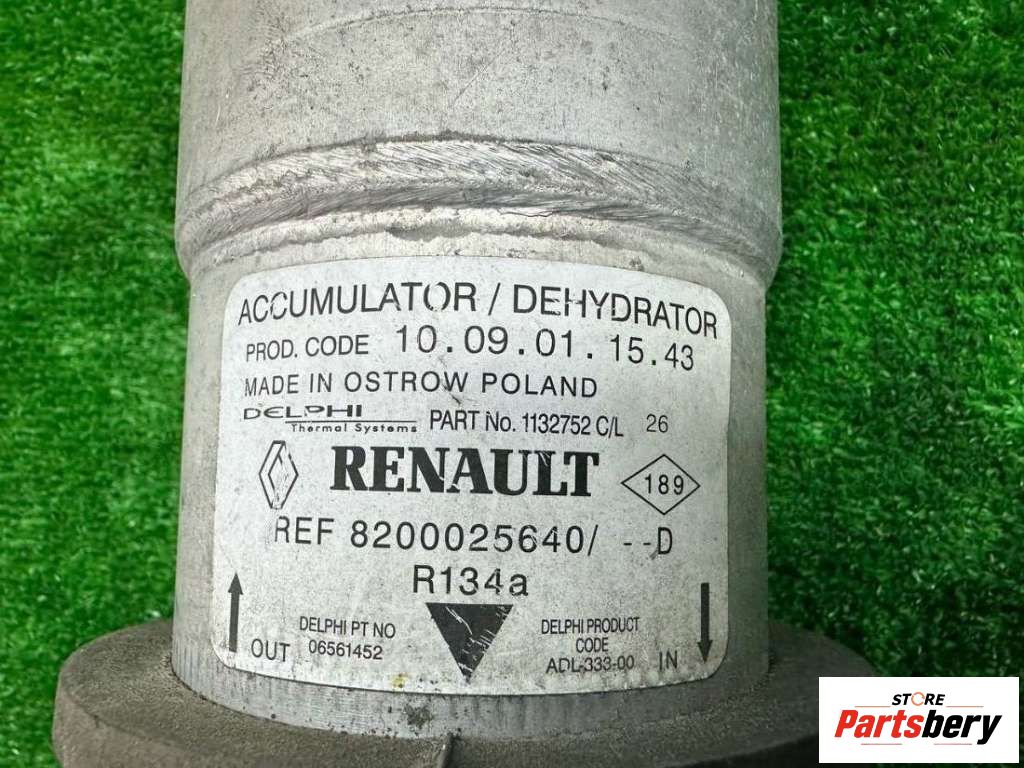 ACCUMULATOR / DEHYDRATOR
PROD. CODE 10.09.01.15.43
MADE IN OSTROW POLAND
DELPHI
Thermal Systems
PART No. 1132752 C/L 26
RENAULT
189
REF 8200025640/ --D
R134a
OUT
DELPHI PT NO
06561452
DELPHI PRODUCT
CODE
ADL-333-00
IN
STORE
Partsbery